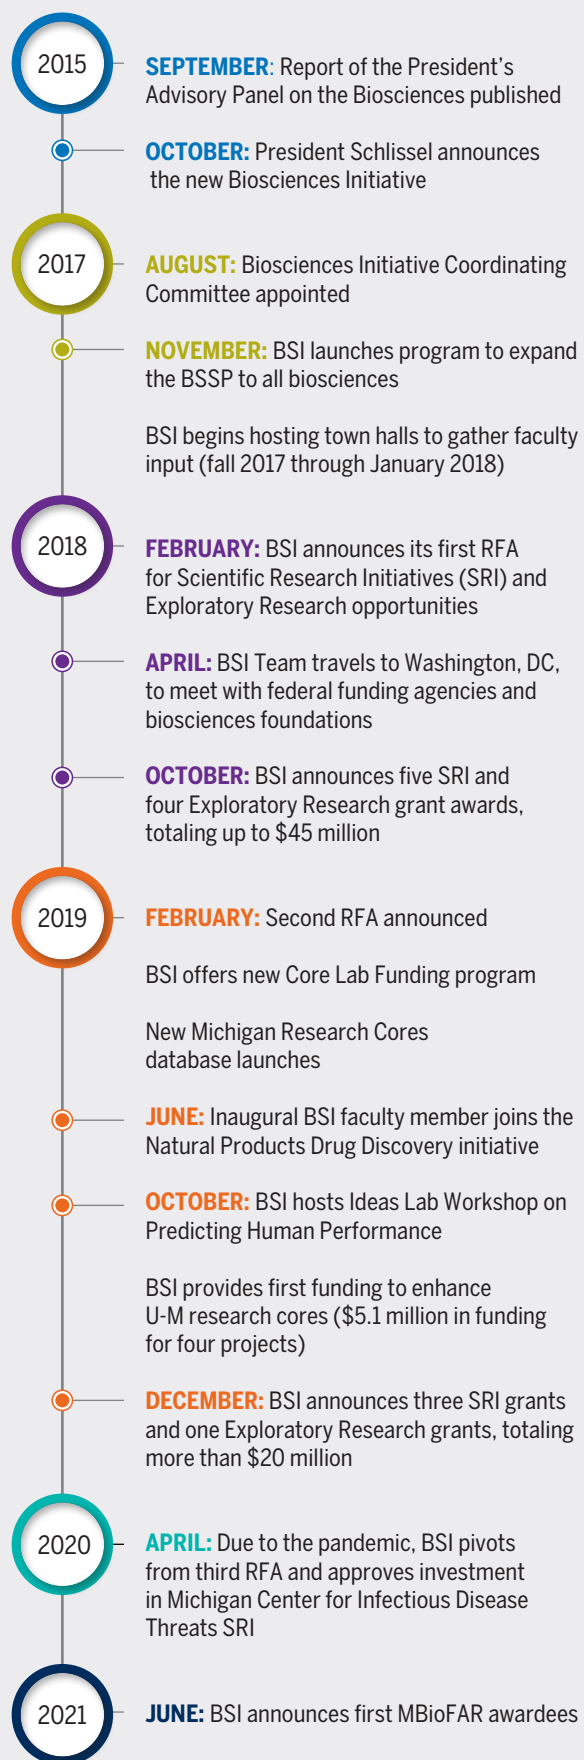 2015
SEPTEMBER: Report of the President's
Advisory Panel on the Biosciences published
OCTOBER: President Schlissel announces
the new Biosciences Initiative
2017
AUGUST: Biosciences Initiative Coordinating
Committee appointed
NOVEMBER: BSI launches program to expand
the BSSP to all biosciences
BSI begins hosting town halls to gather faculty
input (fall 2017 through January 2018)
2018
FEBRUARY: BSI announces its first RFA
for Scientific Research Initiatives (SRI) and
Exploratory Research opportunities
APRIL: BSI Team travels to Washington, DC,
to meet with federal funding agencies and
biosciences foundations
OCTOBER: BSI announces five SRI and
four Exploratory Research grant awards,
totaling up to $45 million
2019
FEBRUARY: Second RFA announced
BSI offers new Core Lab Funding program
New Michigan Research Cores
database launches
JUNE: Inaugural BSI faculty member joins the
Natural Products Drug Discovery initiative
OCTOBER: BSI hosts Ideas Lab Workshop on
Predicting Human Performance
BSI provides first funding to enhance
U-M research cores ($5.1 million in funding
for four projects)
DECEMBER: BSI announces three SRI grants
and one Exploratory Research grants, totaling
more than $20 million
2020
APRIL: Due to the pandemic, BSI pivots
from third RFA and approves investment
in Michigan Center for Infectious Disease
Threats SRI
2021
JUNE: BSI announces first MBioFAR awardees